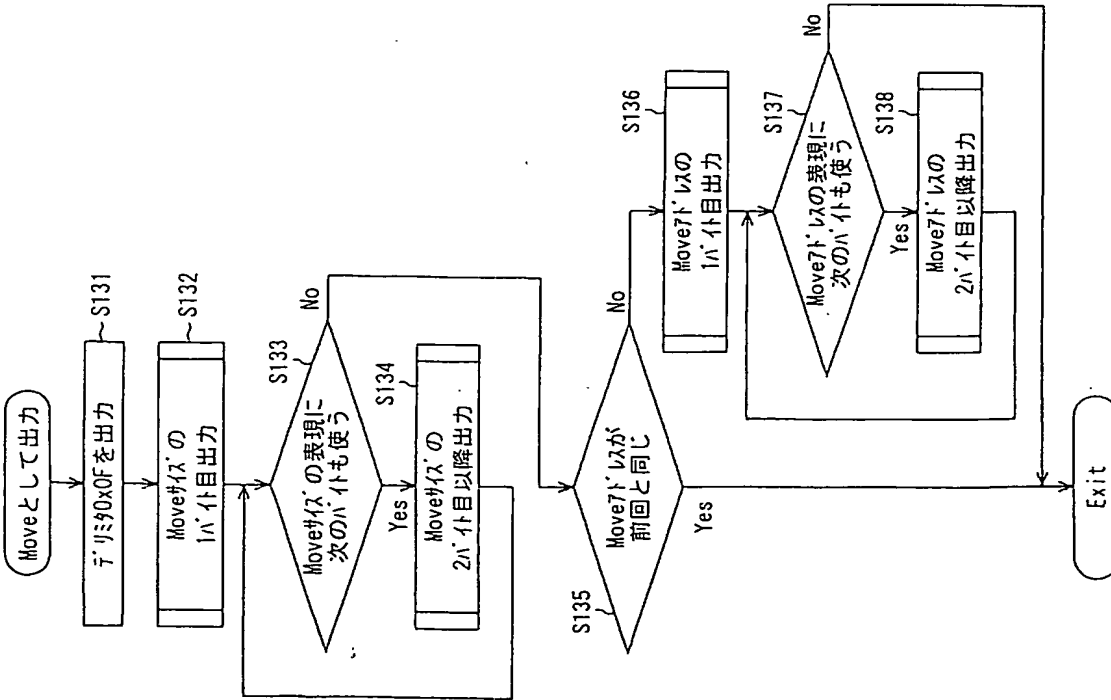 Moveとして出力
デリミタ0x0Fを出力
S131
Moveサイズの
1バイト目出力
S132
Moveサイズの表現に
次のバイトも使う
S133
No
Yes
Moveサイズの
2バイト目以降出力
S134
Moveアドレスが
前回と同じ
S135
No
Yes
Moveアドレスの
1バイト目出力
S136
Moveアドレスの表現に
次のバイトも使う
S137
No
Yes
Moveアドレスの
2バイト目以降出力
S138
Exit